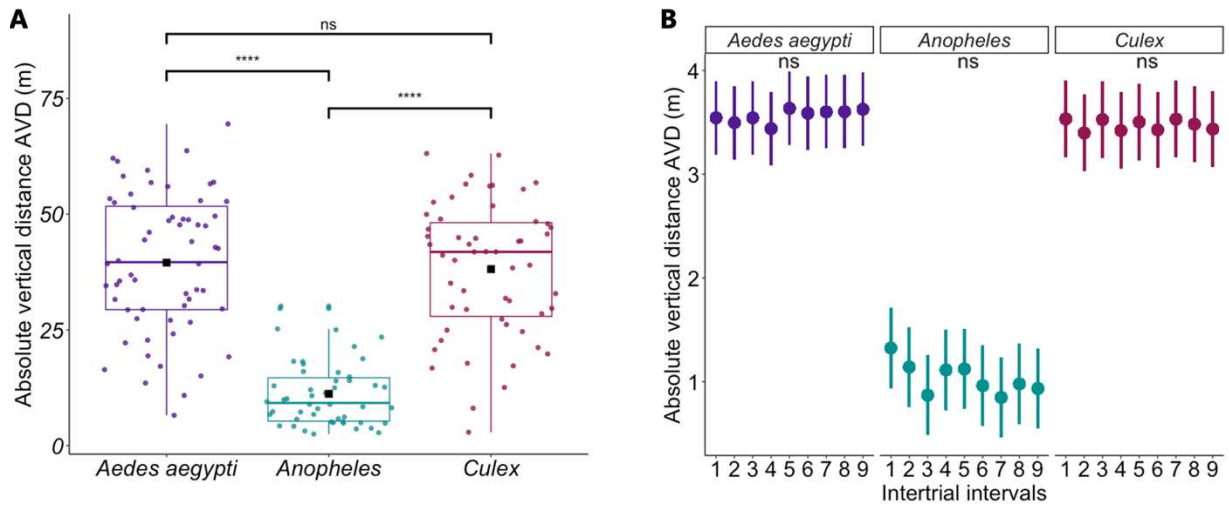 A
ns
****
****
Absolute vertical distance AVD (m)
75
50
25
0
Aedes aegypti Anopheles Culex
B
Aedes aegypti Anopheles Culex
ns ns ns
Absolute vertical distance AVD (m)
4
3
2
1
1 2 3 4 5 6 7 8 9 1 2 3 4 5 6 7 8 9 1 2 3 4 5 6 7 8 9
Intertrial intervals